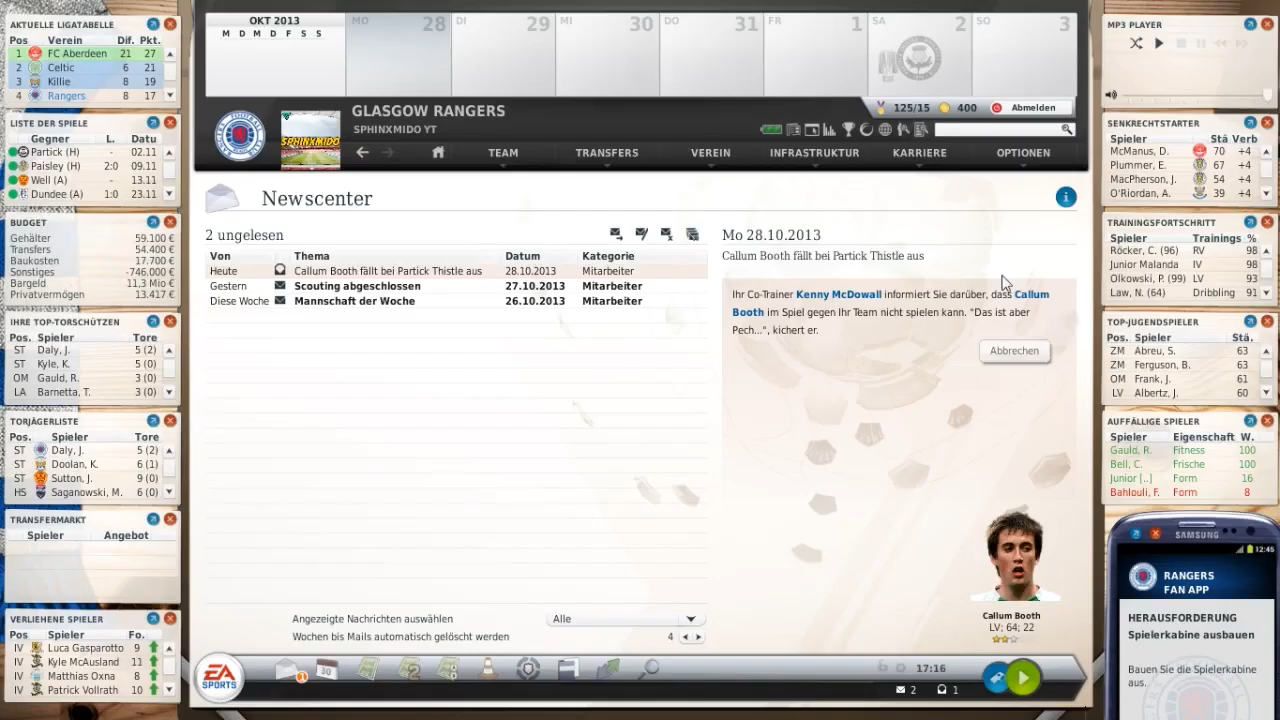 AKTUELLE LIGATABELLE
Pos Verein Dif. Pkt.
1 FC Aberdeen 21 27
2 Celtic 6 21
3 Killie 8 19
4 Rangers 8 17
LISTE DER SPIELE
Gegner L. Datu
Partick (H) - 02.11
Paisley (H) 2:0 09.11
Well (A) - 13.11
Dundee (A) 1:0 23.11
BUDGET
Gehälter 59.100 €
Transfers 54.400 €
Baukosten 17.700 €
Sonstiges -746.000 €
Bargeld 11,3 Mio €
Privatvermögen 13.417 €
IHRE TOP-TORSCHÜTZEN
Pos. Spieler Tore
ST Daly, J. 5 (2)
ST Kyle, K. 5 (0)
OM Gauld, R. 3 (0)
LA Barnetta, T. 3 (0)
TORJÄGERLISTE
Pos. Spieler Tore
ST Daly, J. 5 (2)
ST Doolan, K. 6 (1)
ST Sutton, J. 9 (0)
HS Saganowski, M. 6 (0)
TRANSFERMARKT
Spieler Angebot
VERLIEHENE SPIELER
Pos Spieler Fo.
IV Luca Gasparotto 9
IV Kyle McAusland 11
IV Matthias Oxna 8
IV Patrick Vollrath 10
OKT 2013
M D M D F S S
MO 28
DI 29
MI 30
DO 31
FR 1
SA 2
SO 3
GLASGOW RANGERS
SPHINXMIDO YT
SPHINXMIDO
125/15 400 Abmelden
TEAM TRANSFERS VEREIN INFRASTRUKTUR KARRIERE OPTIONEN
Newscenter
2 ungelesen
Von Thema Datum Kategorie
Heute Callum Booth fällt bei Partick Thistle aus 28.10.2013 Mitarbeiter
Gestern Scouting abgeschlossen 27.10.2013 Mitarbeiter
Diese Woche Mannschaft der Woche 26.10.2013 Mitarbeiter
Angezeigte Nachrichten auswählen Alle
Wochen bis Mails automatisch gelöscht werden 4
Mo 28.10.2013
Callum Booth fällt bei Partick Thistle aus
Ihr Co-Trainer Kenny McDowall informiert Sie darüber, dass Callum
Booth im Spiel gegen Ihr Team nicht spielen kann. "Das ist aber
Pech...", kichert er.
Abbrechen
Callum Booth
LV; 64; 22
EA
SPORTS
1
30
17:16
2 1
MP3 PLAYER
SENKRECHTSTARTER
Spieler Stä Verb
McManus, D. 70 +4
Plummer, E. 67 +4
MacPherson, J. 54 +4
O'Riordan, A. 39 +4
TRAININGSFORTSCHRITT
Spieler Trainings %
Röcker, C. (96) RV 98
Junior Malanda IV 98
Olkowski, P. (99) LV 93
Law, N. (64) Dribbling 91
TOP-JUGENDSPIELER
Pos. Spieler Stä.
ZM Abreu, S. 63
ZM Ferguson, B. 63
OM Frank, J. 61
LV Albertz, J. 60
AUFFÄLLIGE SPIELER
Spieler Eigenschaft W.
Gauld, R. Fitness 100
Bell, C. Frische 100
Junior [..] Form 16
Bahlouli, F. Form 8
SAMSUNG
12:45
RANGERS
FAN APP
HERAUSFORDERUNG
Spielerkabine ausbauen
Bauen Sie die Spielerkabine
aus.